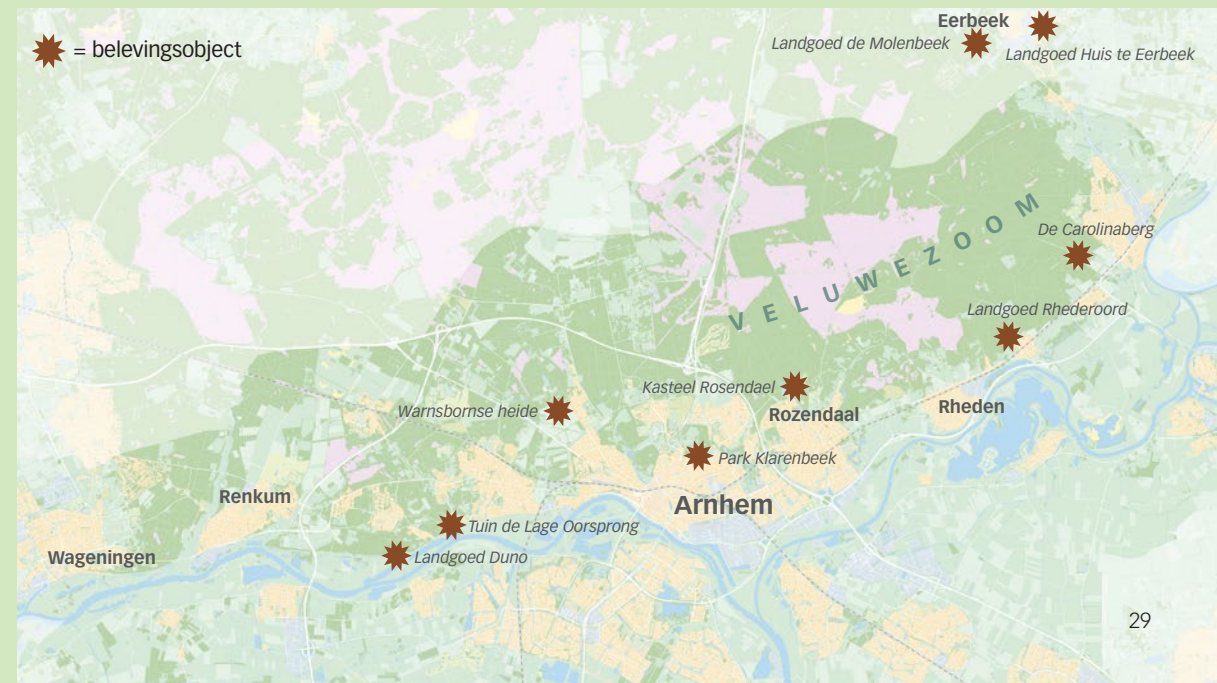 Eerbeek
= belevingsobject
Landgoed de Molenbeek
Landgoed Huis te Eerbeek
VELUWEZOOM
De Carolinaberg
Landgoed Rhederoord
Kasteel Rosendael
Rozendaal
Rheden
Warnsbornse heide
Park Klarenbeek
Renkum
Arnhem
Tuin de Lage Oorsprong
Wageningen
Landgoed Duno
29